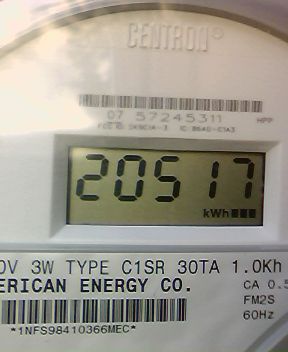 CENTRON®
07 57245311 HPP
20517
kWh
0V 3W TYPE C1SR 30TA 1.0Kh
ERICAN ENERGY CO. CA 0.5
FM2S
60Hz
*1NFS98410366MEC*